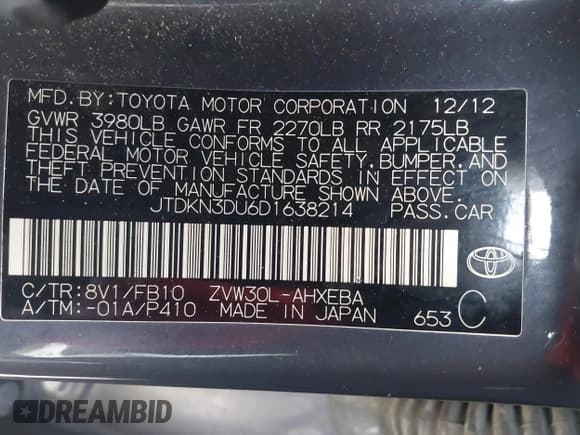 MFD.BY:TOYOTA MOTOR CORPORATION 12/12
GVWR 3980LB GAWR FR 2270LB RR 2175LB
THIS VEHICLE CONFORMS TO ALL APPLICABLE
FEDERAL MOTOR VEHICLE SAFETY,BUMPER,AND
THEFT PREVENTION STANDARDS IN EFFECT ON
THE DATE OF MANUFACTURE SHOWN ABOVE.
JTDKN3DU6D1638214 PASS.CAR
C/TR:8V1/FB10 ZVW30L-AHXEBA
A/TM:-01A/P410 MADE IN JAPAN 653 C
DREAMBID